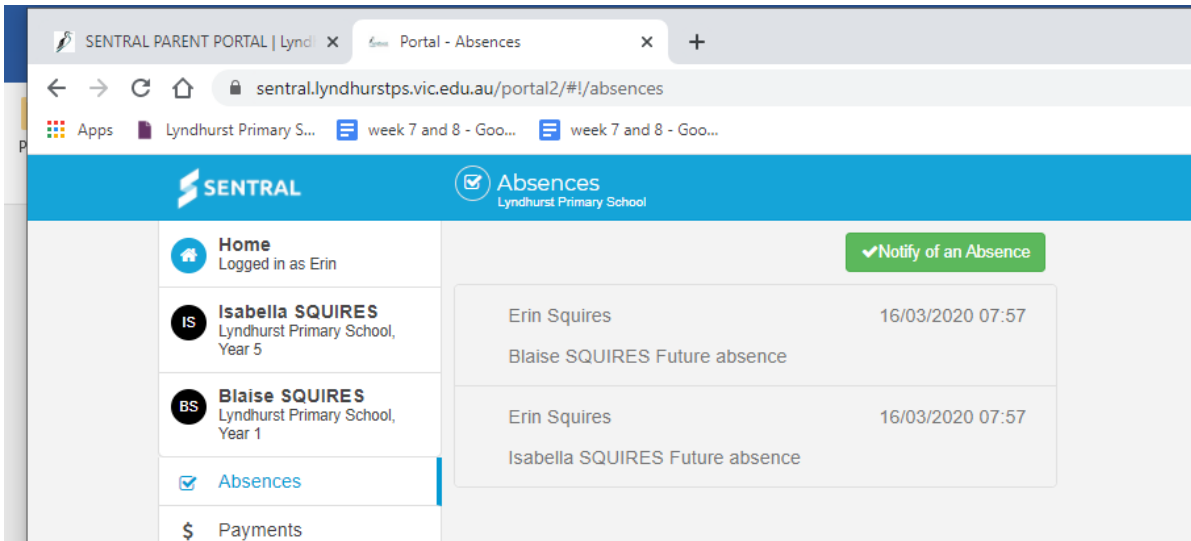 SENTRAL PARENT PORTAL | Lynd
Portal - Absences
sentral.lyndhurstps.vic.edu.au/portal2/#!/absences
Apps Lyndhurst Primary S... week 7 and 8 - Goo... week 7 and 8 - Goo...
P
SENTRAL
Absences
Lyndhurst Primary School
Home
Logged in as Erin
IS
Isabella SQUIRES
Lyndhurst Primary School,
Year 5
BS
Blaise SQUIRES
Lyndhurst Primary School,
Year 1
Absences
$ Payments
Notify of an Absence
Erin Squires 16/03/2020 07:57
Blaise SQUIRES Future absence
Erin Squires 16/03/2020 07:57
Isabella SQUIRES Future absence